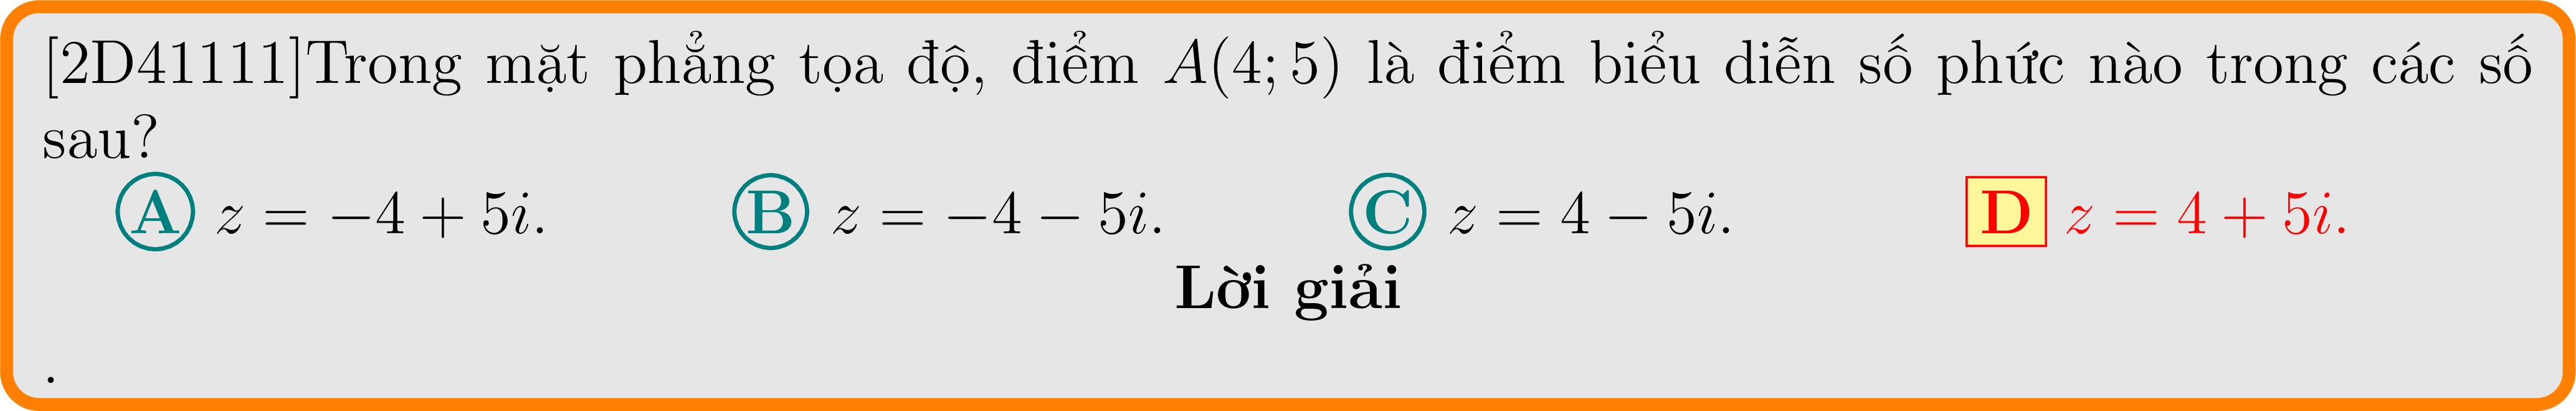 [2D41111]Trong mặt phẳng tọa độ, điểm A(4; 5) là điểm biểu diễn số phức nào trong các số
sau?
A z = −4 + 5i. B z = −4 − 5i. C z = 4 − 5i. D z = 4 + 5i.
Lời giải
.